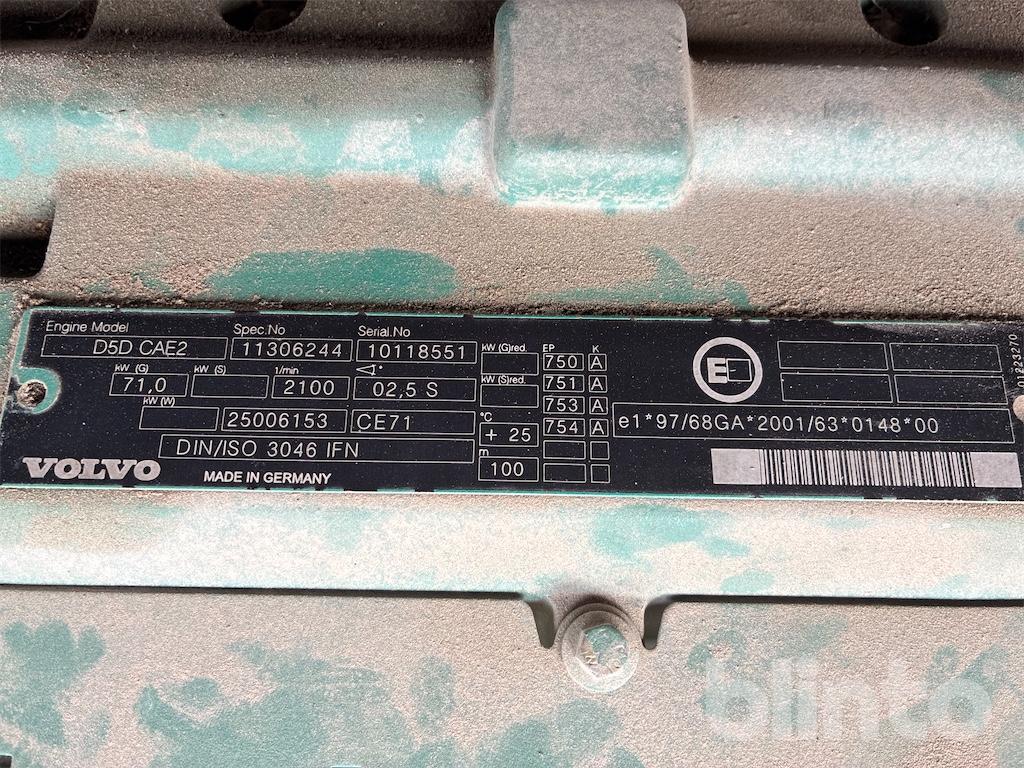 Engine Model Spec.No Serial.No
D5D CAE2 11306244 10118551 kW (G)red. EP K
750 A
kW (G) kW (S) 1/min ◁° kW (S)red. 751 A
71,0 2100 02,5 S 753 A
kW (W) 25006153 CE71 °C + 25 754 A
e1*97/68GA*2001/63*0148*00
DIN/ISO 3046 IFN m 100
VOLVO MADE IN GERMANY
E
01223270
blinto